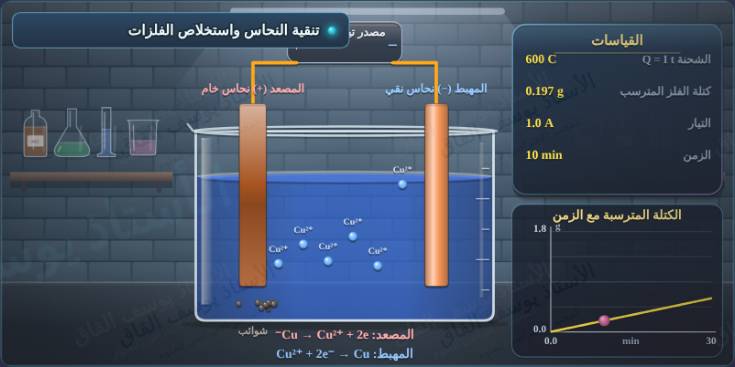 تنقية النحاس واستخلاص الفلزات
مصدر
–
المصعد (+) نحاس خام
المهبط (−) نحاس نقي
القياسات
الشحنة Q = I t
600 C
كتلة الفلز المترسب
0.197 g
التيار
1.0 A
الزمن
10 min
الكتلة المترسبة مع الزمن
1.8
g
0.0
0.0
min
30
Cu²⁺
Cu²⁺
Cu²⁺
Cu²⁺
Cu²⁺
Cu²⁺
Cu²⁺
شوائب
المصعد: Cu → Cu²⁺ + 2e⁻
المهبط: Cu²⁺ + 2e⁻ → Cu